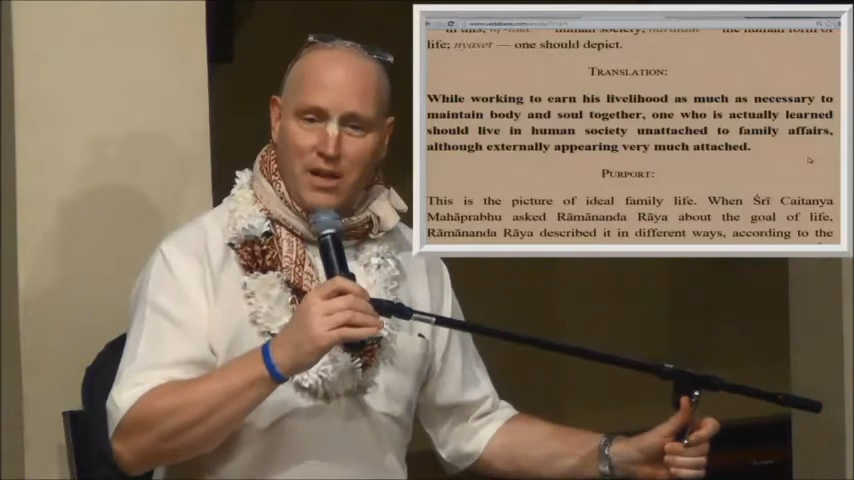 life; nyaset — one should depict.
TRANSLATION:
While working to earn his livelihood as much as necessary to
maintain body and soul together, one who is actually learned
should live in human society unattached to family affairs,
although externally appearing very much attached.
PURPORT:
This is the picture of ideal family life. When Śrī Caitanya
Mahāprabhu asked Rāmānanda Rāya about the goal of life,
Rāmānanda Rāya described it in different ways, according to the